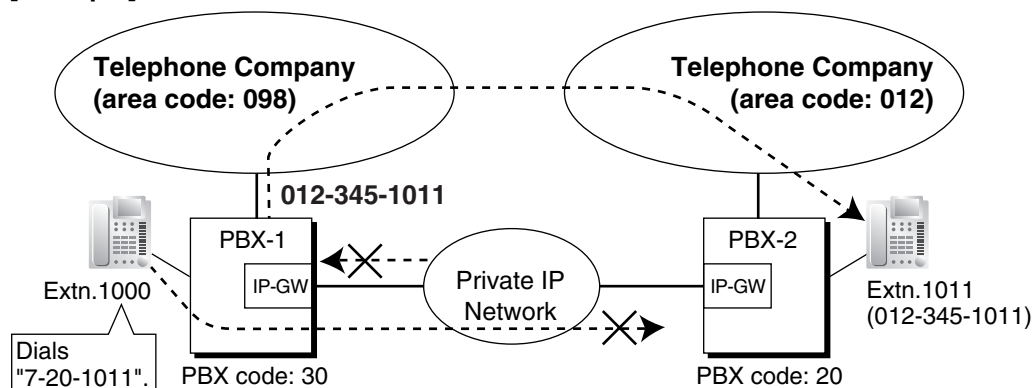 Telephone Company
(area code: 098)
Telephone Company
(area code: 012)
012-345-1011
PBX-1
PBX-2
IP-GW
Private IP
Network
IP-GW
Extn.1000
Extn.1011
(012-345-1011)
Dials
"7-20-1011".
PBX code: 30
PBX code: 20